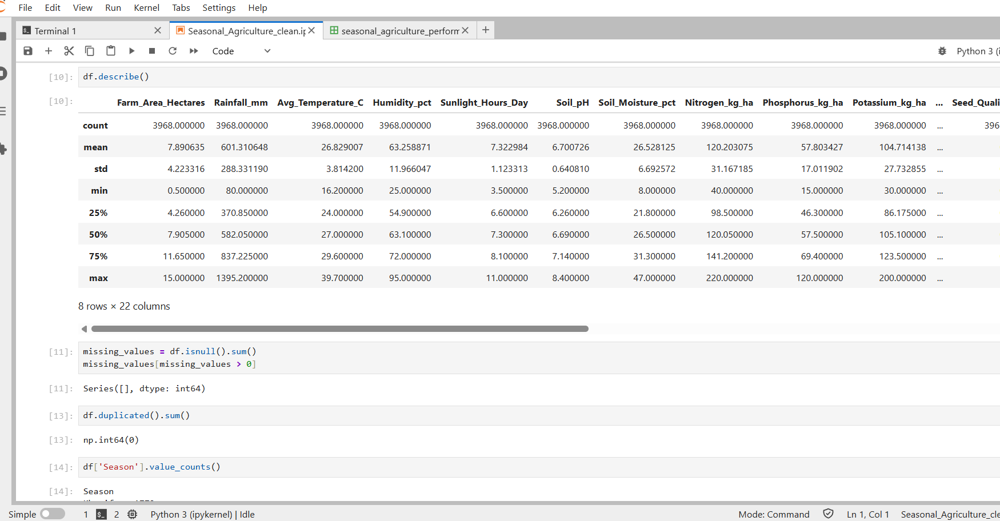 File Edit View Run Kernel Tabs Settings Help
Terminal 1 Seasonal_Agriculture_clean.ip seasonal_agriculture_perform
Code Python 3 (i
[10]: df.describe()
[10]: Farm_Area_Hectares Rainfall_mm Avg_Temperature_C Humidity_pct Sunlight_Hours_Day Soil_pH Soil_Moisture_pct Nitrogen_kg_ha Phosphorus_kg_ha Potassium_kg_ha ... Seed_Quali
count 3968.000000 3968.000000 3968.000000 3968.000000 3968.000000 3968.000000 3968.000000 3968.000000 3968.000000 3968.000000 ... 396
mean 7.890635 601.310648 26.829007 63.258871 7.322984 6.700726 26.528125 120.203075 57.803427 104.714138 ...
std 4.223316 288.331190 3.814200 11.966047 1.123313 0.640810 6.692572 31.167185 17.011902 27.732855 ...
min 0.500000 80.000000 16.200000 25.000000 3.500000 5.200000 8.000000 40.000000 15.000000 30.000000 ...
25% 4.260000 370.850000 24.000000 54.900000 6.600000 6.260000 21.800000 98.500000 46.300000 86.175000 ...
50% 7.905000 582.050000 27.000000 63.100000 7.300000 6.690000 26.500000 120.050000 57.500000 105.100000 ...
75% 11.650000 837.225000 29.600000 72.000000 8.100000 7.140000 31.300000 141.200000 69.400000 123.500000 ...
max 15.000000 1395.200000 39.700000 95.000000 11.000000 8.400000 47.000000 220.000000 120.000000 200.000000 ...
8 rows × 22 columns
[11]: missing_values = df.isnull().sum()
missing_values[missing_values > 0]
[11]: Series([], dtype: int64)
[13]: df.duplicated().sum()
[13]: np.int64(0)
[14]: df['Season'].value_counts()
[14]: Season
Simple 1 $_ 2 Python 3 (ipykernel) | Idle Mode: Command Ln 1, Col 1 Seasonal_Agriculture_cle